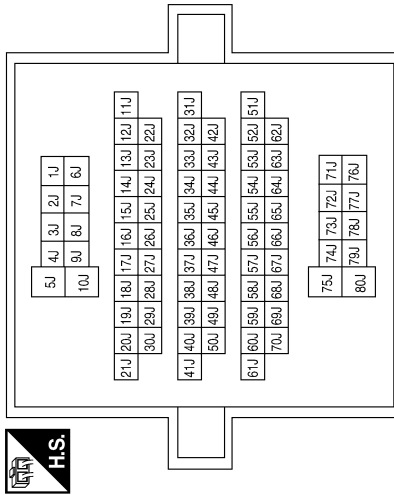 H.S.
5J 4J 3J 2J 1J
10J 9J 8J 7J 6J
21J 20J 19J 18J 17J 16J 15J 14J 13J 12J 11J
30J 29J 28J 27J 26J 25J 24J 23J 22J
41J 40J 39J 38J 37J 36J 35J 34J 33J 32J 31J
50J 49J 48J 47J 46J 45J 44J 43J 42J
61J 60J 59J 58J 57J 56J 55J 54J 53J 52J 51J
70J 69J 68J 67J 66J 65J 64J 63J 62J
75J 74J 73J 72J 71J
80J 79J 78J 77J 76J